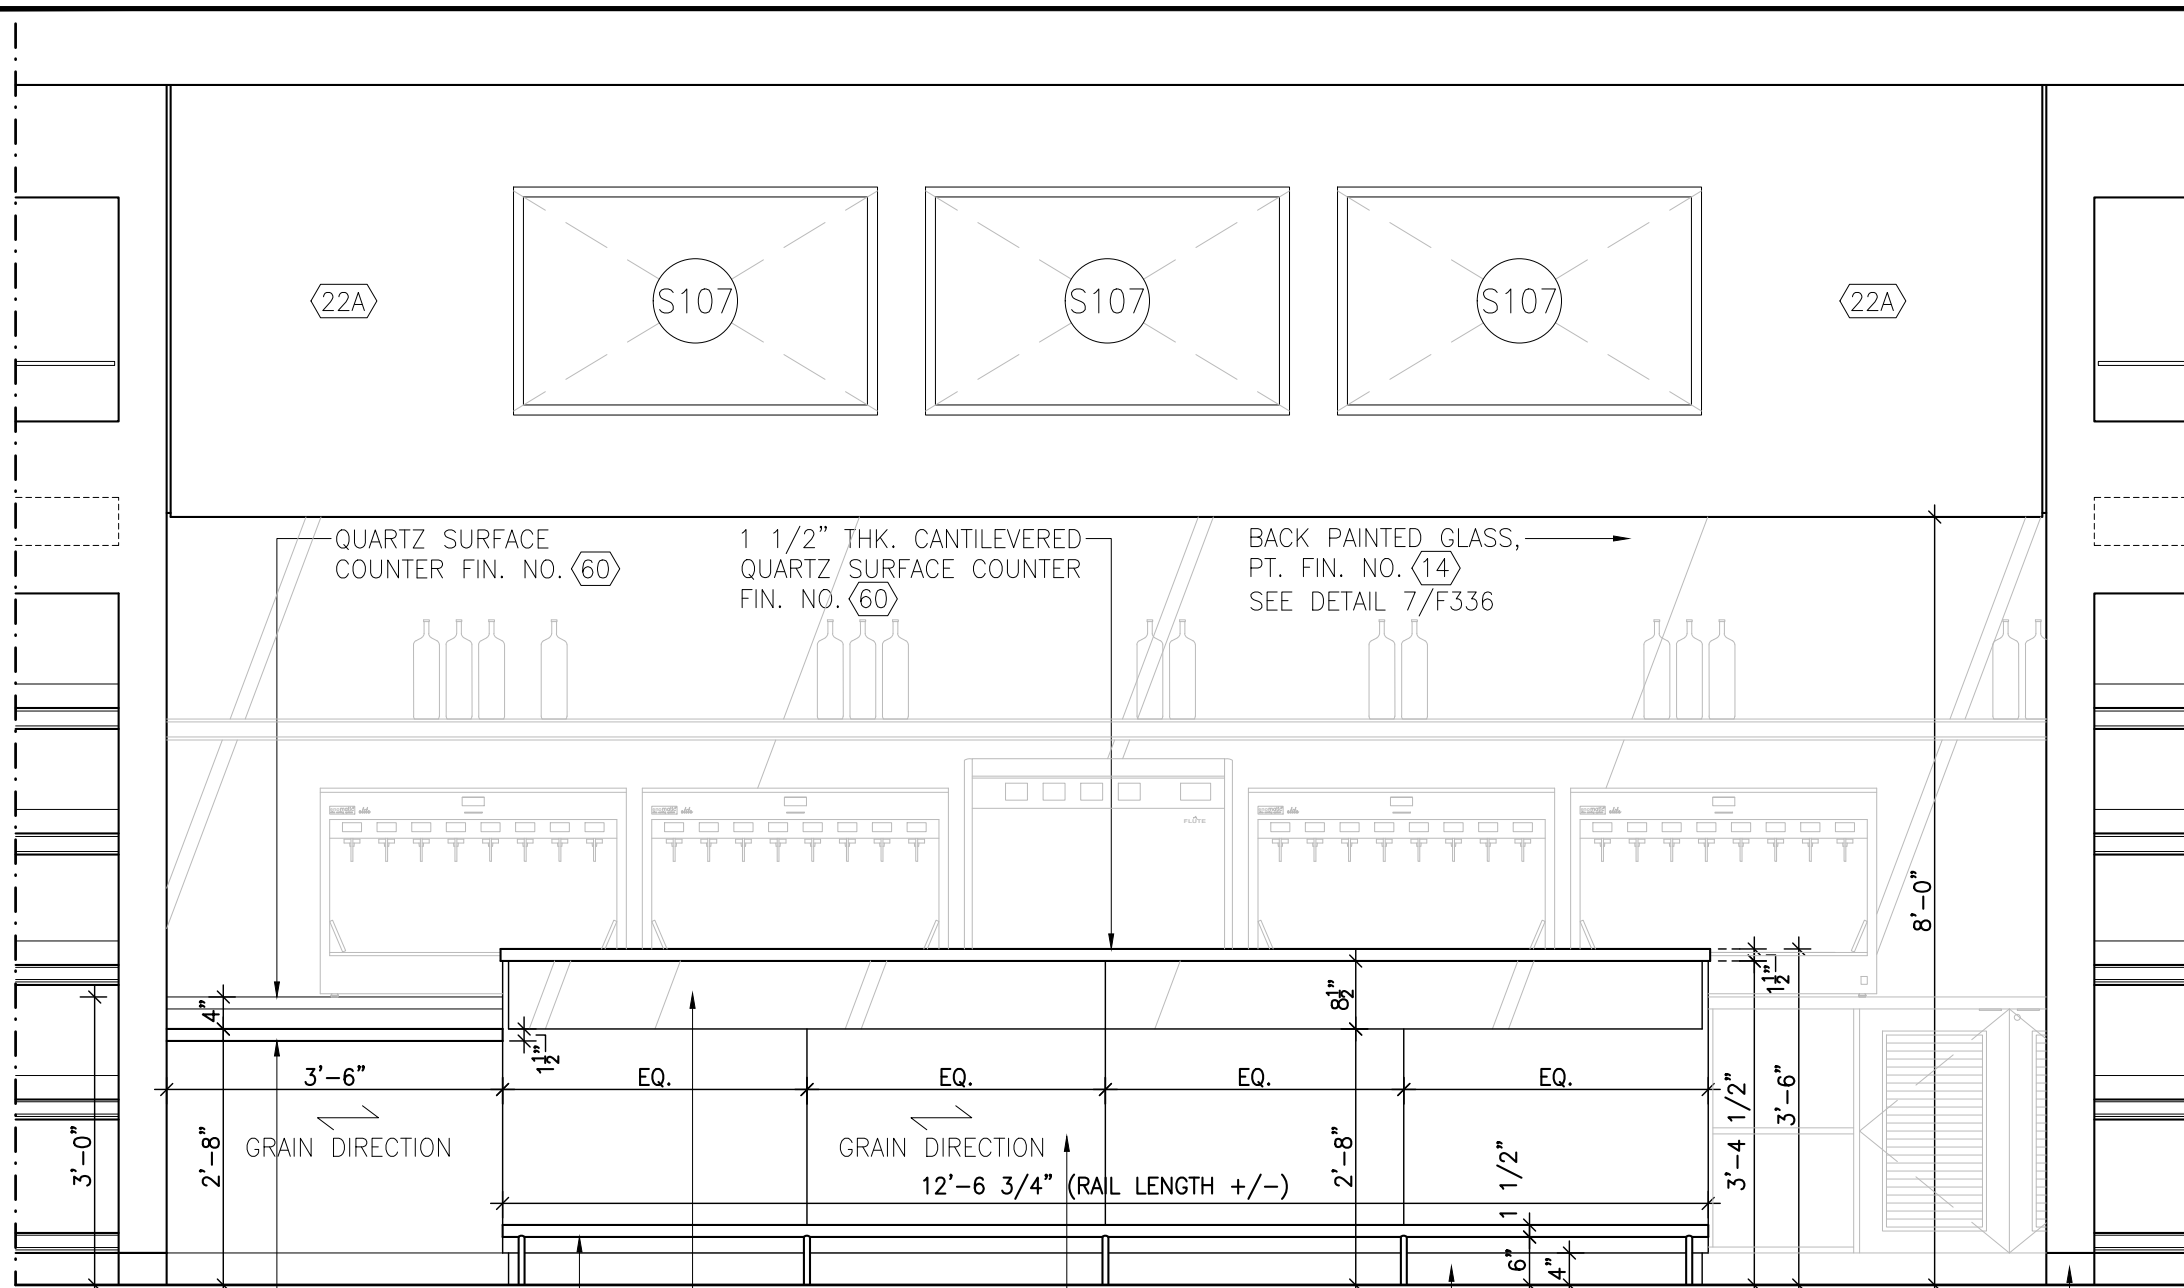 22A
S107
S107
S107
22A
QUARTZ SURFACE
COUNTER FIN. NO. 60
1 1/2" THK. CANTILEVERED
QUARTZ SURFACE COUNTER
FIN. NO. 60
BACK PAINTED GLASS,
PT. FIN. NO. 14
SEE DETAIL 7/F336
FLUTE
8'-0"
4"
1 1/2"
8 1/2"
1 1/2"
3'-6"
EQ.
EQ.
EQ.
EQ.
GRAIN DIRECTION
GRAIN DIRECTION
3'-0"
2'-8"
2'-8"
1 1/2"
3'-4 1/2"
3'-6"
12'-6 3/4" (RAIL LENGTH +/-)
6"
4"